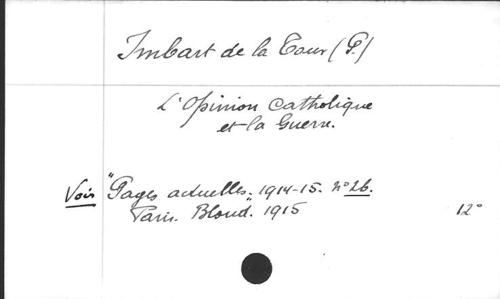 Imbart de la Tour (P.)
L'Opinion Catholique
et la Guerre.
Voir "Pages actuelles", 1914-15. N° 26.
Paris. Bloud. 1915 12°